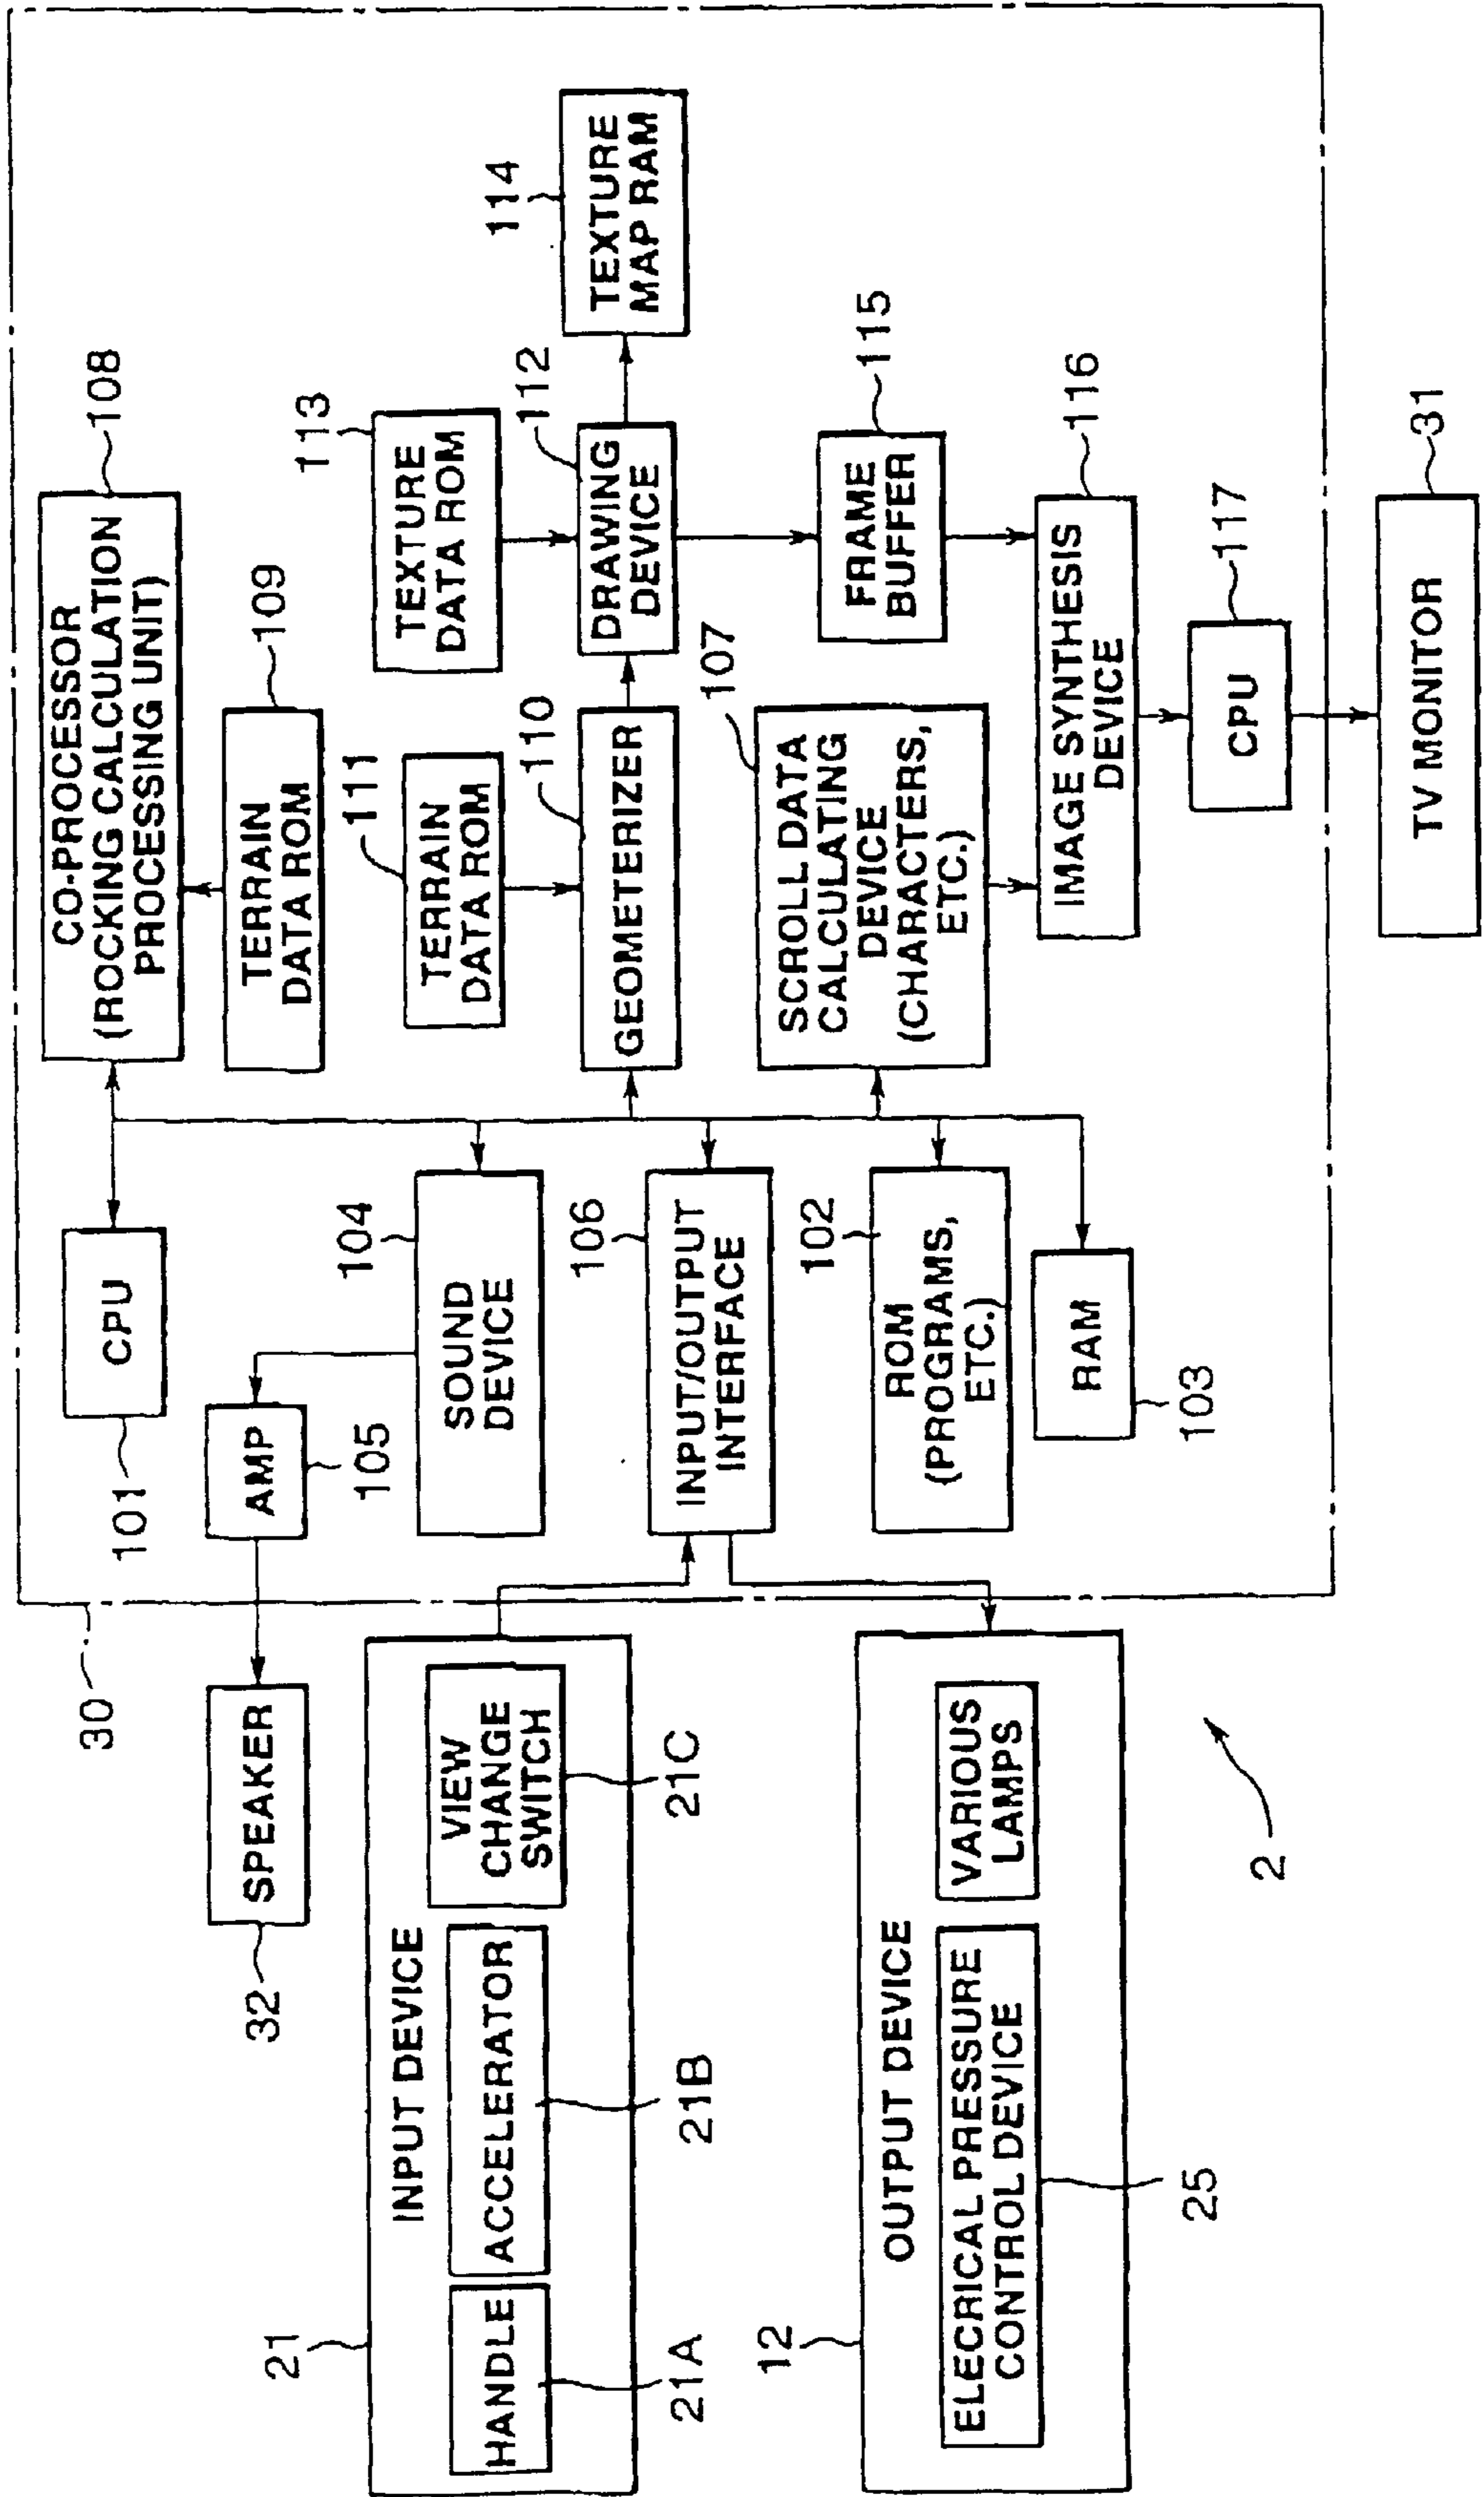 30
101
CPU
CO-PROCESSOR
(ROCKING CALCULATION
PROCESSING UNIT)
108
32
SPEAKER
AMP
105
TERRAIN
DATA ROM
109
21
INPUT DEVICE
HANDLE
ACCELERATOR
VIEW
CHANGE
SWITCH
21A
21B
21C
104
SOUND
DEVICE
111
TERRAIN
DATA ROM
113
TEXTURE
DATA ROM
106
INPUT/OUTPUT
INTERFACE
110
GEOMETERIZER
112
DRAWING
DEVICE
114
TEXTURE
MAP RAM
12
OUTPUT DEVICE
ELECRICAL PRESSURE
CONTROL DEVICE
VARIOUS
LAMPS
25
102
ROM
(PROGRAMS,
ETC.)
107
SCROLL DATA
CALCULATING
DEVICE
(CHARACTERS,
ETC.)
FRAME
BUFFER
115
RAM
103
IMAGE SYNTHESIS
DEVICE
116
CPU
117
2
TV MONITOR
31